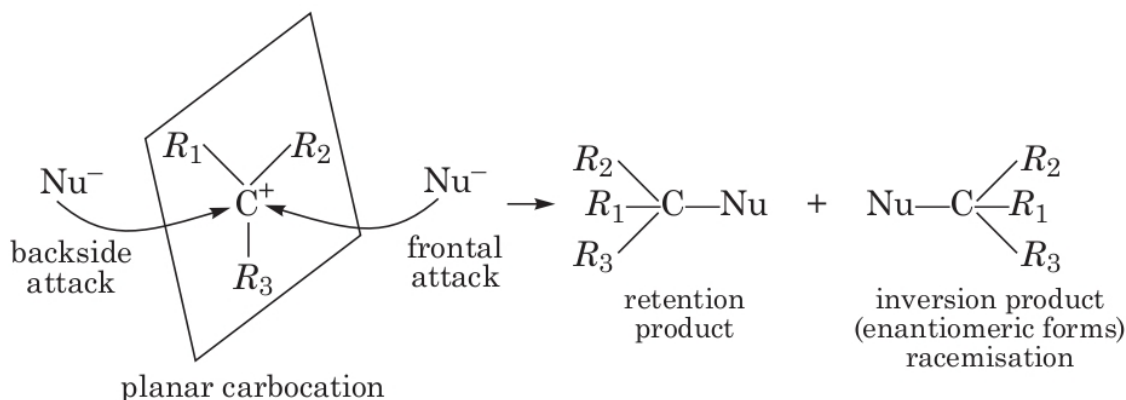 R₁ R₂
Nu⁻ C⁺ Nu⁻
R₃
backside
attack
frontal
attack
planar carbocation
R₂
R₁—C—Nu
R₃
retention
product
+
R₂
Nu—C—R₁
R₃
inversion product
(enantiomeric forms)
racemisation